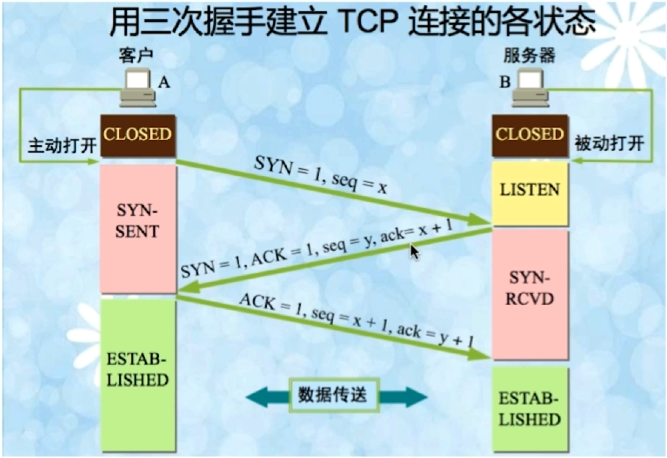 用三次握手建立 TCP 连接的各状态
客户
服务器
A
B
CLOSED
CLOSED
主动打开
被动打开
SYN = 1, seq = x
LISTEN
SYN-
SENT
SYN = 1, ACK = 1, seq = y, ack= x + 1
SYN-
RCVD
ACK = 1, seq = x + 1, ack = y + 1
ESTAB-
LISHED
数据传送
ESTAB-
LISHED